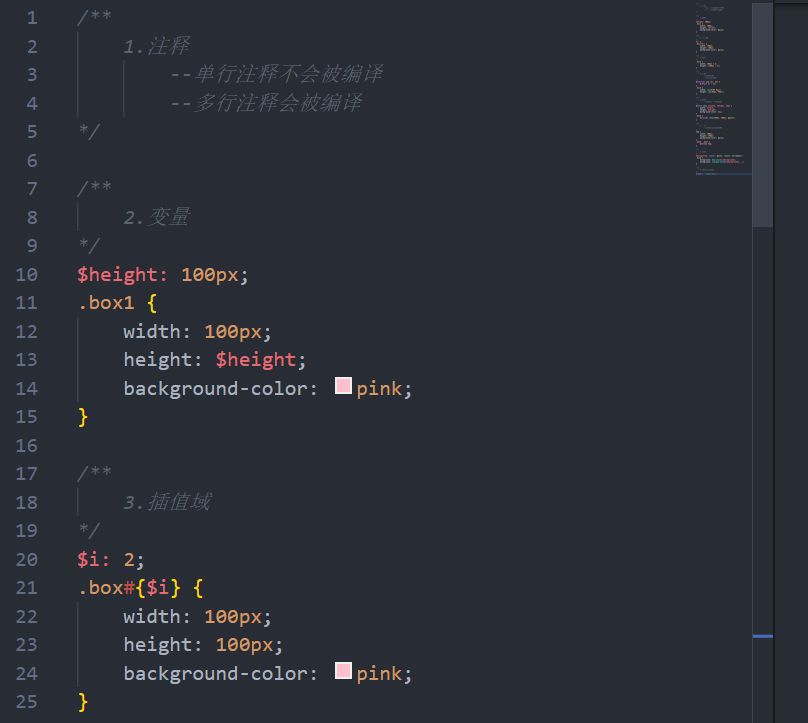 1 /**
2 1.注释
3 --单行注释不会被编译
4 --多行注释会被编译
5 */
6
7 /**
8 2.变量
9 */
10 $height: 100px;
11 .box1 {
12 width: 100px;
13 height: $height;
14 background-color: pink;
15 }
16
17 /**
18 3.插值域
19 */
20 $i: 2;
21 .box#{$i} {
22 width: 100px;
23 height: 100px;
24 background-color: pink;
25 }